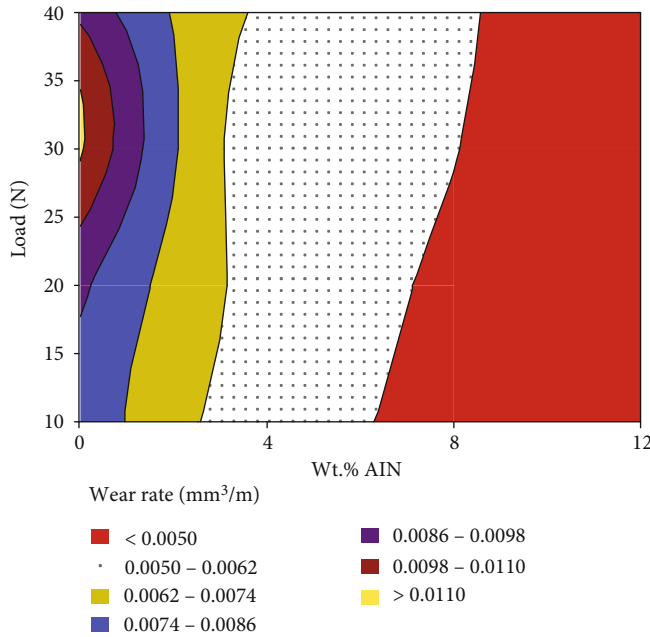 40
35
30
25
20
15
10
Load (N)
0
4
8
12
Wt.% AIN
Wear rate (mm³/m)
< 0.0050
0.0050 – 0.0062
0.0062 – 0.0074
0.0074 – 0.0086
0.0086 – 0.0098
0.0098 – 0.0110
> 0.0110